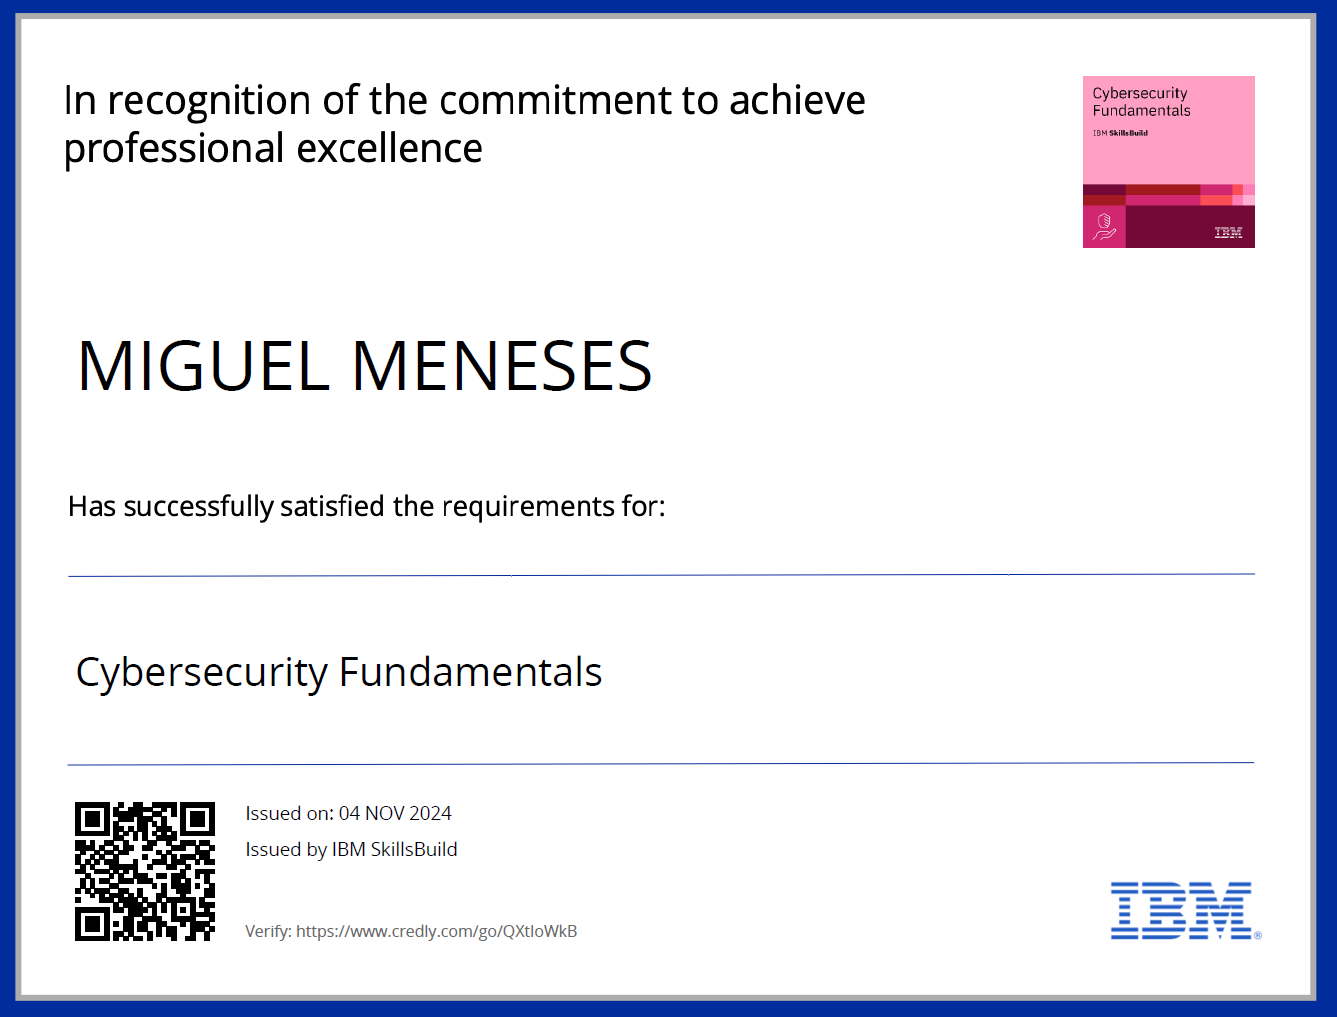 In recognition of the commitment to achieve
professional excellence
Cybersecurity
Fundamentals
IBM SkillsBuild
IBM
MIGUEL MENESES
Has successfully satisfied the requirements for:
Cybersecurity Fundamentals
Issued on: 04 NOV 2024
Issued by IBM SkillsBuild
Verify: https://www.credly.com/go/QXtIoWkB
IBM®